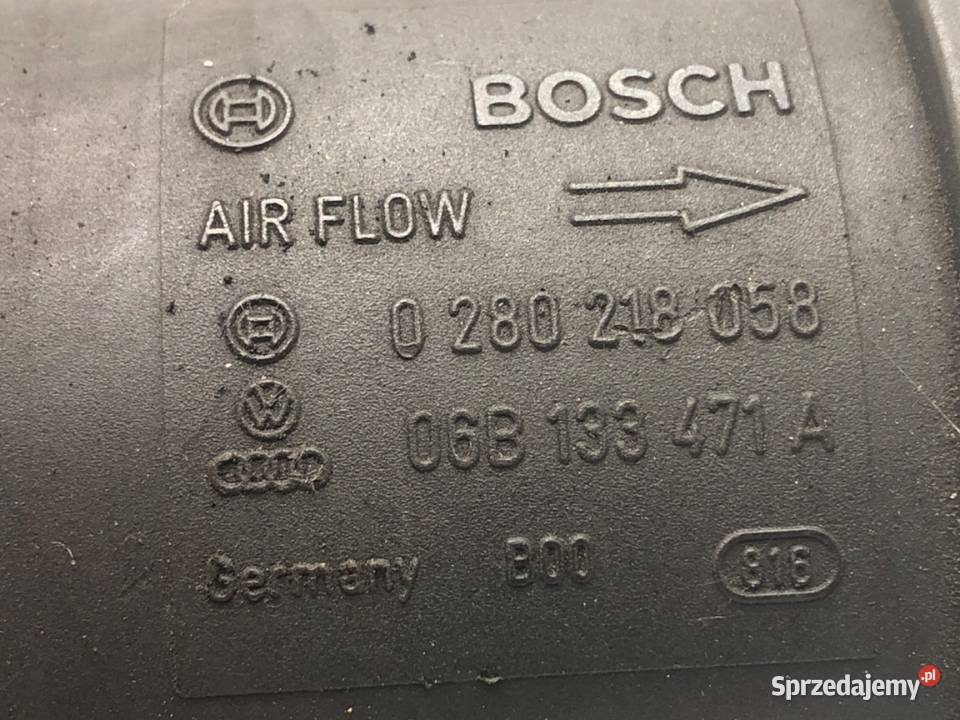 BOSCH
AIR FLOW
0 280 218 058
06B 133 471 A
Germany B00 816
Sprzedajemy.pl